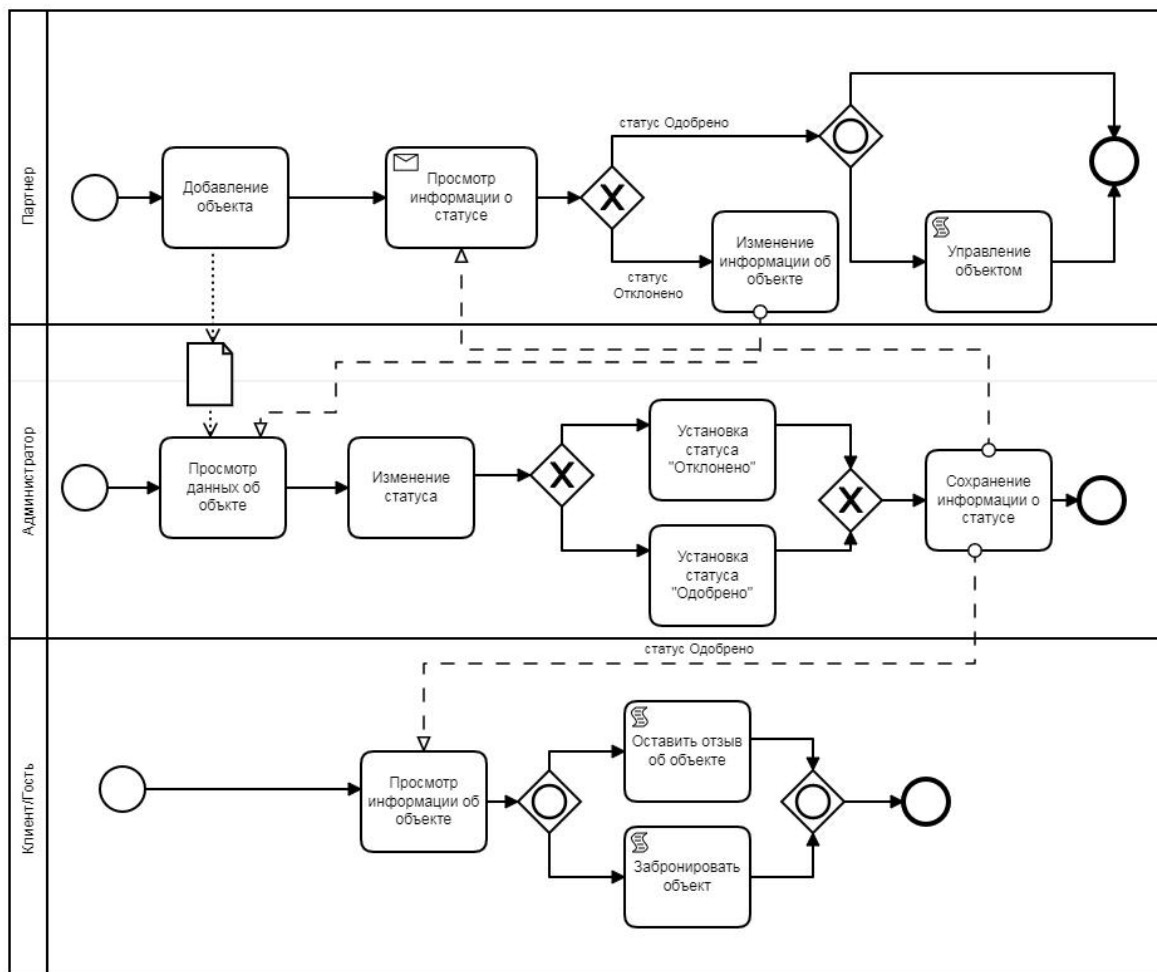 Партнер
Добавление
объекта
Просмотр
информации о
статусе
статус Одобрено
статус
Отклонено
Изменение
информации об
объекте
Управление
объектом
Администратор
Просмотр
данных об
объкте
Изменение
статуса
Установка
статуса
"Отклонено"
Установка
статуса
"Одобрено"
Сохранение
информации о
статусе
статус Одобрено
Клиент/Гость
Просмотр
информации об
объекте
Оставить отзыв
об объекте
Забронировать
объект